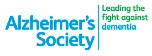 Alzheimer's
Society
Leading the
fight against
dementia